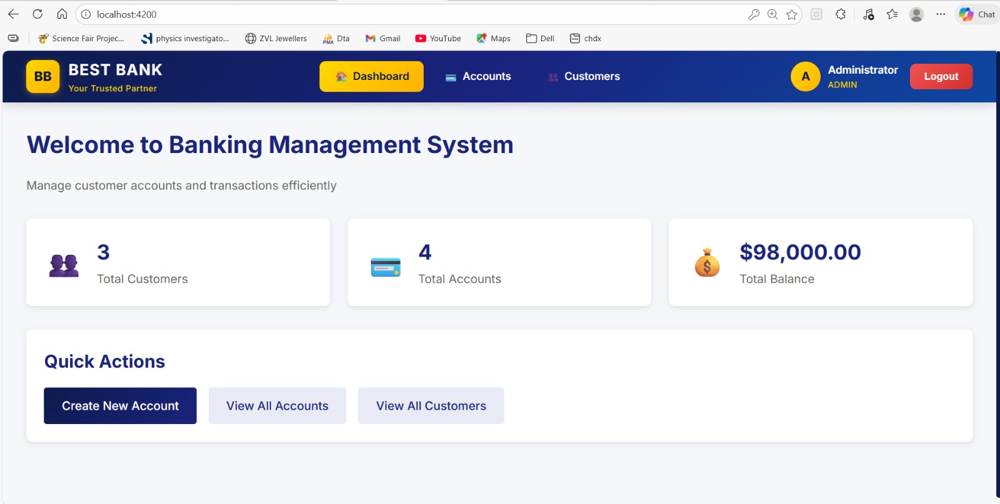 localhost:4200
Chat
Science Fair Projec...
physics investigato...
ZVL Jewellers
PMA
Dta
Gmail
YouTube
Maps
Dell
chdx
BB
BEST BANK
Your Trusted Partner
Dashboard
Accounts
Customers
A
Administrator
ADMIN
Logout
Welcome to Banking Management System
Manage customer accounts and transactions efficiently
3
Total Customers
4
Total Accounts
$
$98,000.00
Total Balance
Quick Actions
Create New Account
View All Accounts
View All Customers